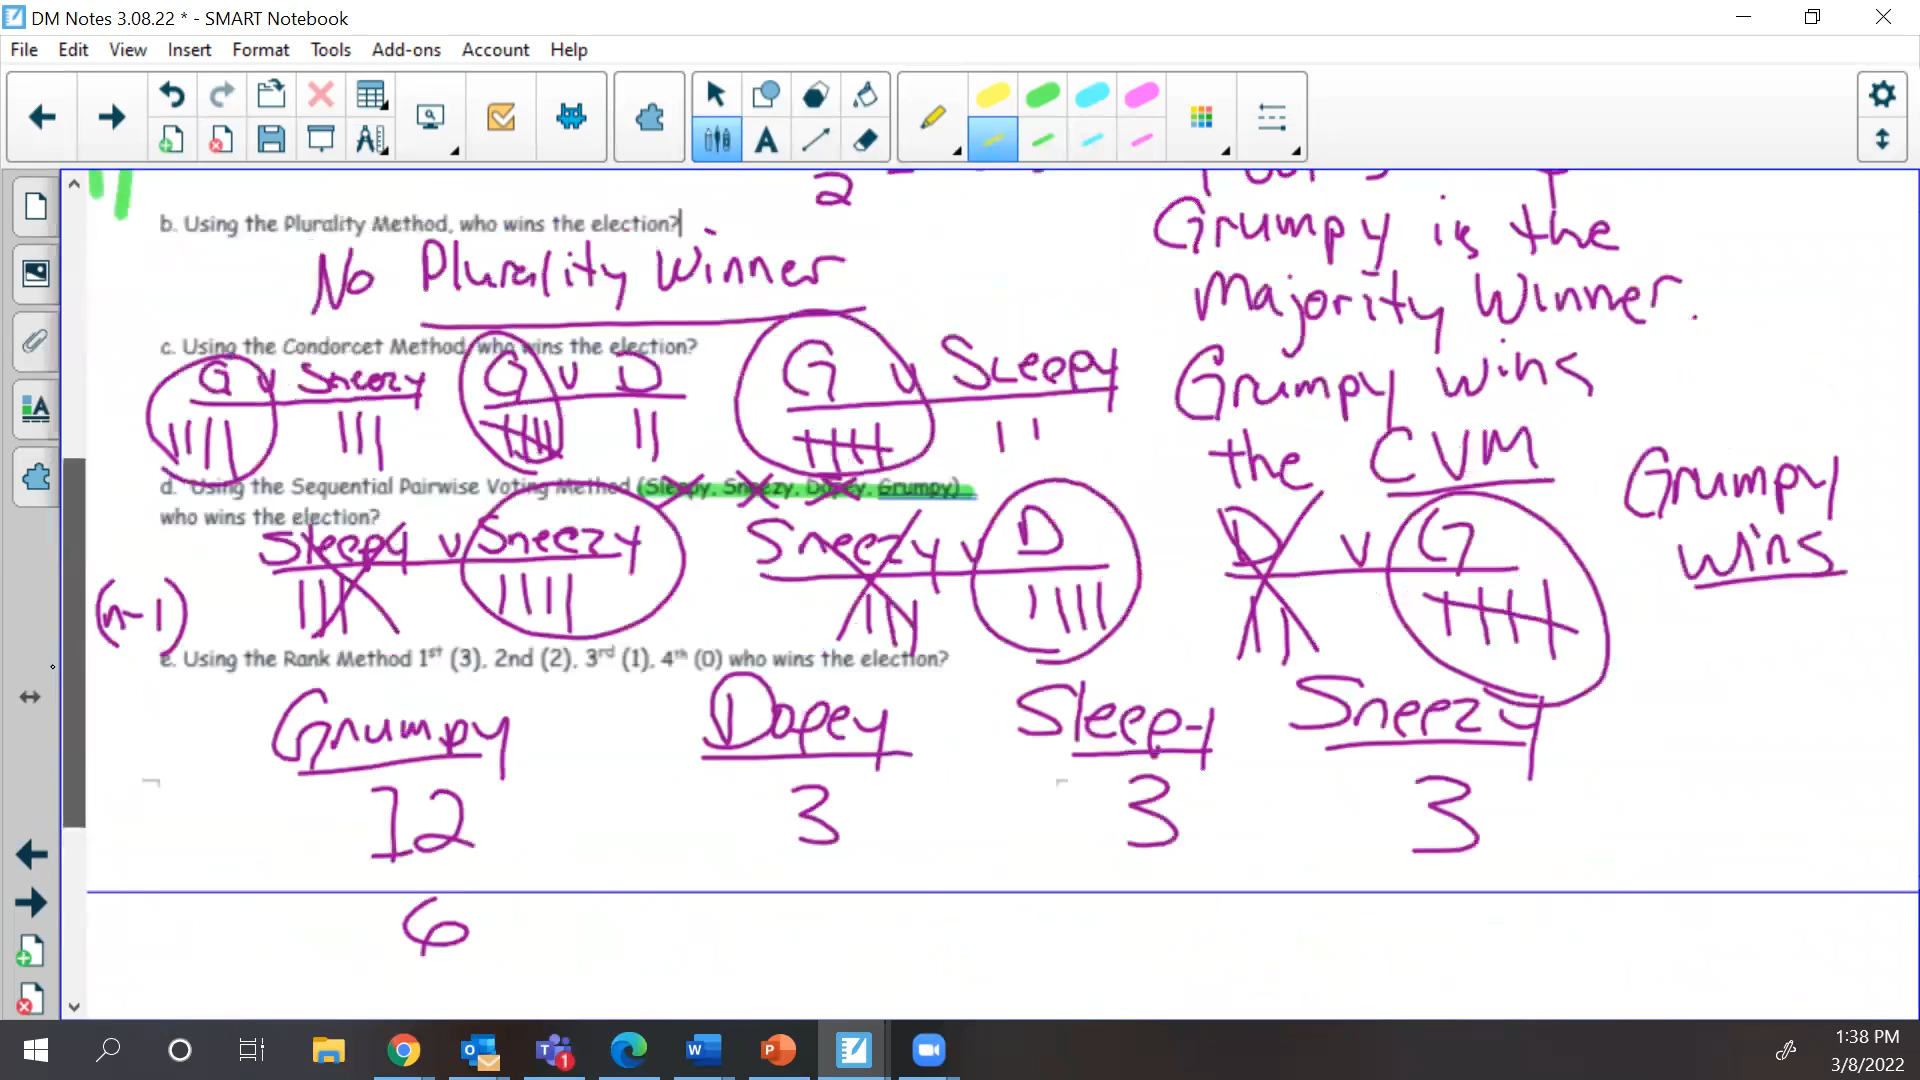 DM Notes 3.08.22 * - SMART Notebook
File Edit View Insert Format Tools Add-ons Account Help
2
b. Using the Plurality Method, who wins the election?
No Plurality Winner
Grumpy is the
Majority Winner.
c. Using the Condorcet Method, who wins the election?
G v Sneezy G v D G v Sleepy
Grumpy wins
the CVM
d. Using the Sequential Pairwise Voting Method (Sleepy, Sneezy, Dopey, Grumpy)
who wins the election?
Sleepy v Sneezy Sneezy v D D v G
Grumpy
wins
(n-1)
e. Using the Rank Method 1st (3), 2nd (2), 3rd (1), 4th (0) who wins the election?
Grumpy Dopey Sleepy Sneezy
12 3 3 3
6
1:38 PM
3/8/2022